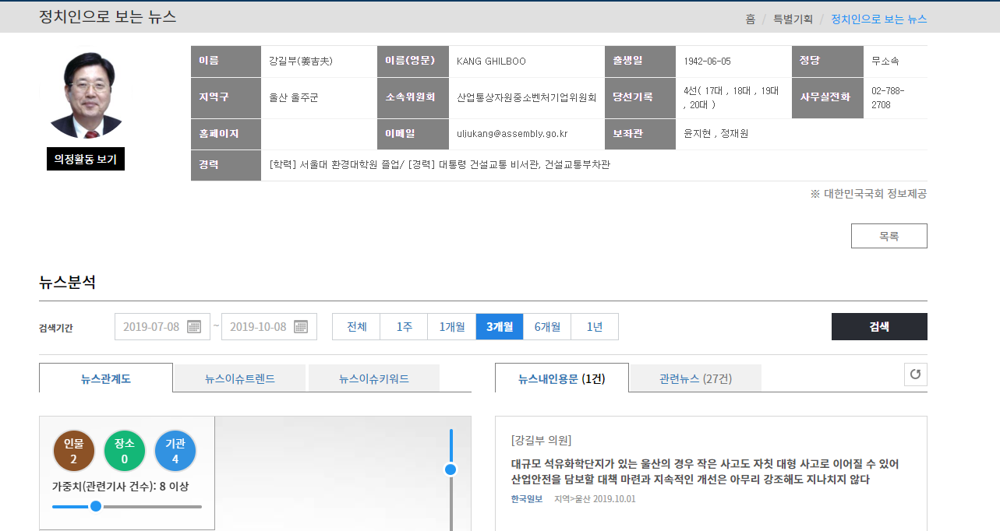 정치인으로 보는 뉴스
홈 / 특별기획 / 정치인으로 보는 뉴스
이름 강길부(姜吉夫) 이름(영문) KANG GHILBOO 출생일 1942-06-05 정당 무소속
지역구 울산 울주군 소속위원회 산업통상자원중소벤처기업위원회 당선기록 4선( 17대 , 18대 , 19대
, 20대 ) 사무실전화 02-788-
2708
홈페이지 이메일 uljukang@assembly.go.kr 보좌관 윤지현 , 정재원
의정활동 보기
경력 [학력] 서울대 환경대학원 졸업/ [경력] 대통령 건설교통 비서관, 건설교통부차관
※ 대한민국국회 정보제공
목록
뉴스분석
검색기간 2019-07-08 ~ 2019-10-08 전체 1주 1개월 3개월 6개월 1년 검색
뉴스관계도 뉴스이슈트렌드 뉴스이슈키워드 뉴스내인용문 (1건) 관련뉴스 (27건)
인물 장소 기관
2 0 4
가중치(관련기사 건수): 8 이상
[강길부 의원]
대규모 석유화학단지가 있는 울산의 경우 작은 사고도 자칫 대형 사고로 이어질 수 있어
산업안전을 담보할 대책 마련과 지속적인 개선은 아무리 강조해도 지나치지 않다
한국일보 지역>울산 2019.10.01